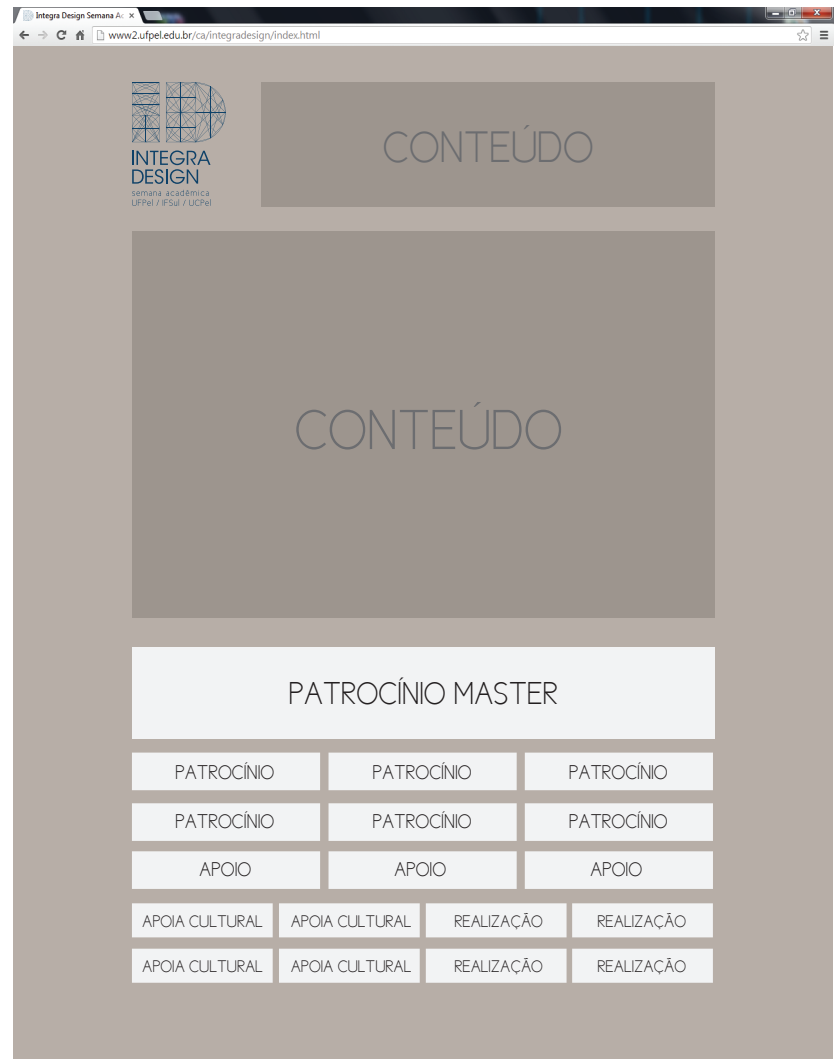 Integra Design Semana Ac
www2.ufpel.edu.br/ca/integradesign/index.html
INTEGRA
DESIGN
semana acadêmica
UFPel / IFSul / UCPel
CONTEÚDO
CONTEÚDO
PATROCÍNIO MASTER
PATROCÍNIO PATROCÍNIO PATROCÍNIO
PATROCÍNIO PATROCÍNIO PATROCÍNIO
APOIO APOIO APOIO
APOIA CULTURAL APOIA CULTURAL REALIZAÇÃO REALIZAÇÃO
APOIA CULTURAL APOIA CULTURAL REALIZAÇÃO REALIZAÇÃO